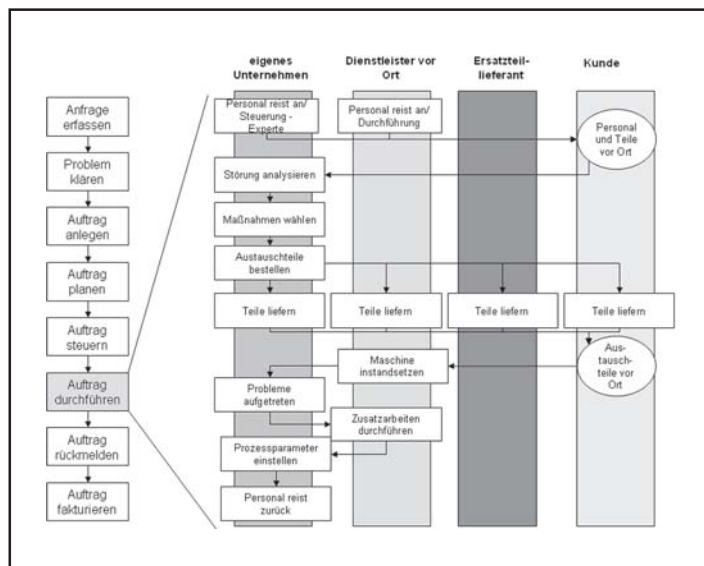 Anfrage
erfassen
Problem
klären
Auftrag
anlegen
Auftrag
planen
Auftrag
steuern
Auftrag
durchführen
Auftrag
rückmelden
Auftrag
fakturieren
eigenes
Unternehmen
Dienstleister vor
Ort
Ersatzteil-
lieferant
Kunde
Personal reist an/
Steuerung -
Experte
Personal reist an/
Durchführung
Personal
und Teile
vor Ort
Störung analysieren
Maßnahmen wählen
Austauschteile
bestellen
Teile liefern
Teile liefern
Teile liefern
Teile liefern
Aus-
tausch-
teile vor
Ort
Maschine
instandsetzen
Probleme
aufgetreten
Zusatzarbeiten
durchführen
Prozessparameter
einstellen
Personal reist
zurück